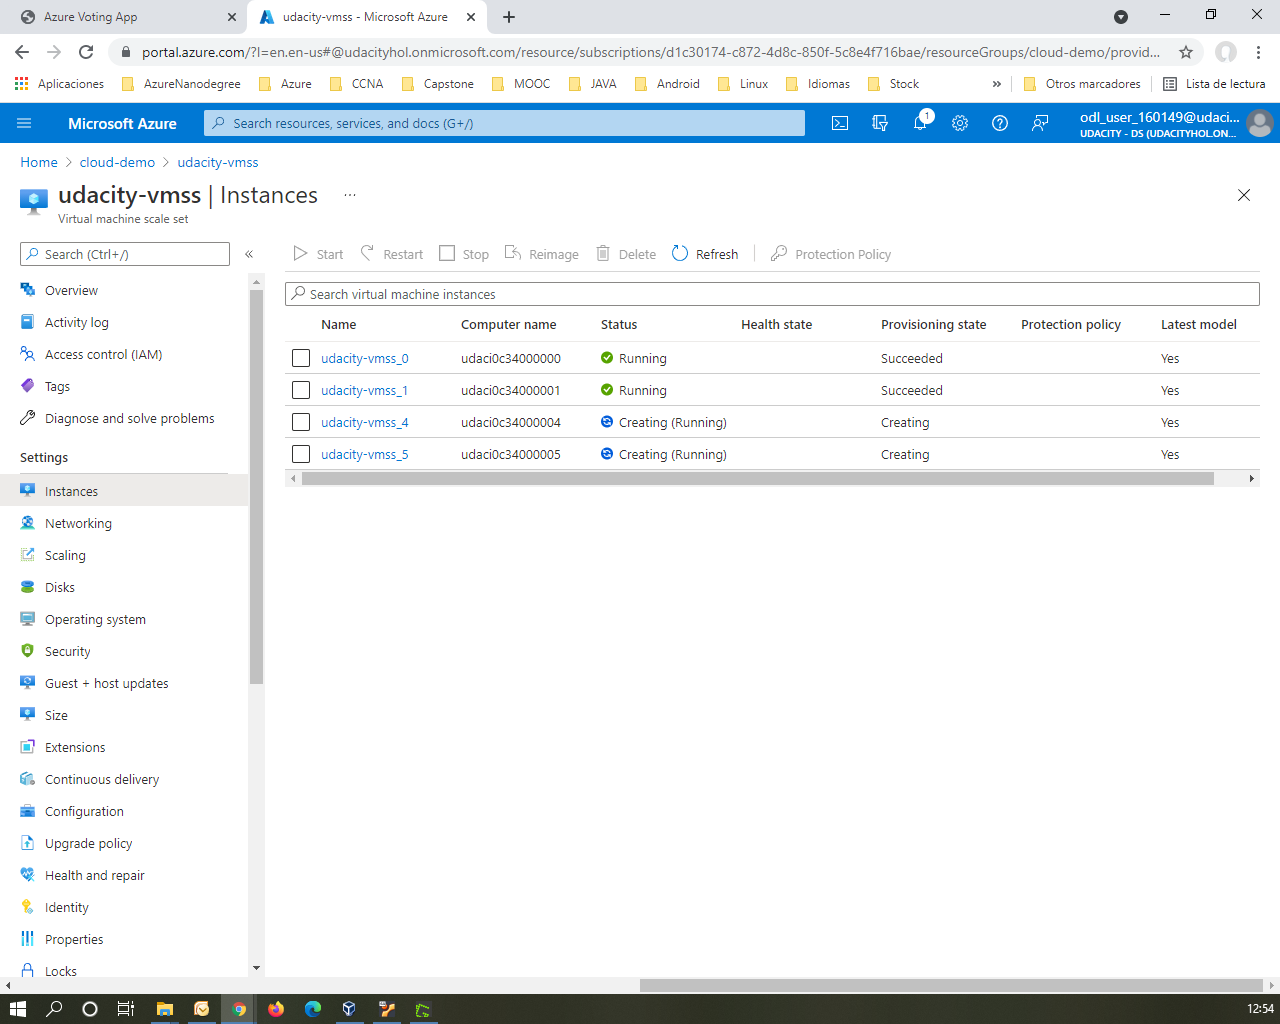 Azure Voting App
udacity-vmss - Microsoft Azure
portal.azure.com/?l=en.en-us#@udacityhol.onmicrosoft.com/resource/subscriptions/d1c30174-c872-4d8c-850f-5c8e4f716bae/resourceGroups/cloud-demo/provid...
Aplicaciones AzureNanodegree Azure CCNA Capstone MOOC JAVA Android Linux Idiomas Stock » Otros marcadores Lista de lectura
Microsoft Azure
Search resources, services, and docs (G+/)
1
odl_user_160149@udaci...
UDACITY - DS (UDACITYHOL.ON...
Home > cloud-demo > udacity-vmss
udacity-vmss | Instances ...
Virtual machine scale set
Search (Ctrl+/) «
Start Restart Stop Reimage Delete Refresh Protection Policy
Search virtual machine instances
Name Computer name Status Health state Provisioning state Protection policy Latest model
udacity-vmss_0 udaci0c34000000 Running Succeeded Yes
udacity-vmss_1 udaci0c34000001 Running Succeeded Yes
udacity-vmss_4 udaci0c34000004 Creating (Running) Creating Yes
udacity-vmss_5 udaci0c34000005 Creating (Running) Creating Yes
Overview
Activity log
Access control (IAM)
Tags
Diagnose and solve problems
Settings
Instances
Networking
Scaling
Disks
Operating system
Security
Guest + host updates
Size
Extensions
Continuous delivery
Configuration
Upgrade policy
Health and repair
Identity
Properties
Locks
12:54